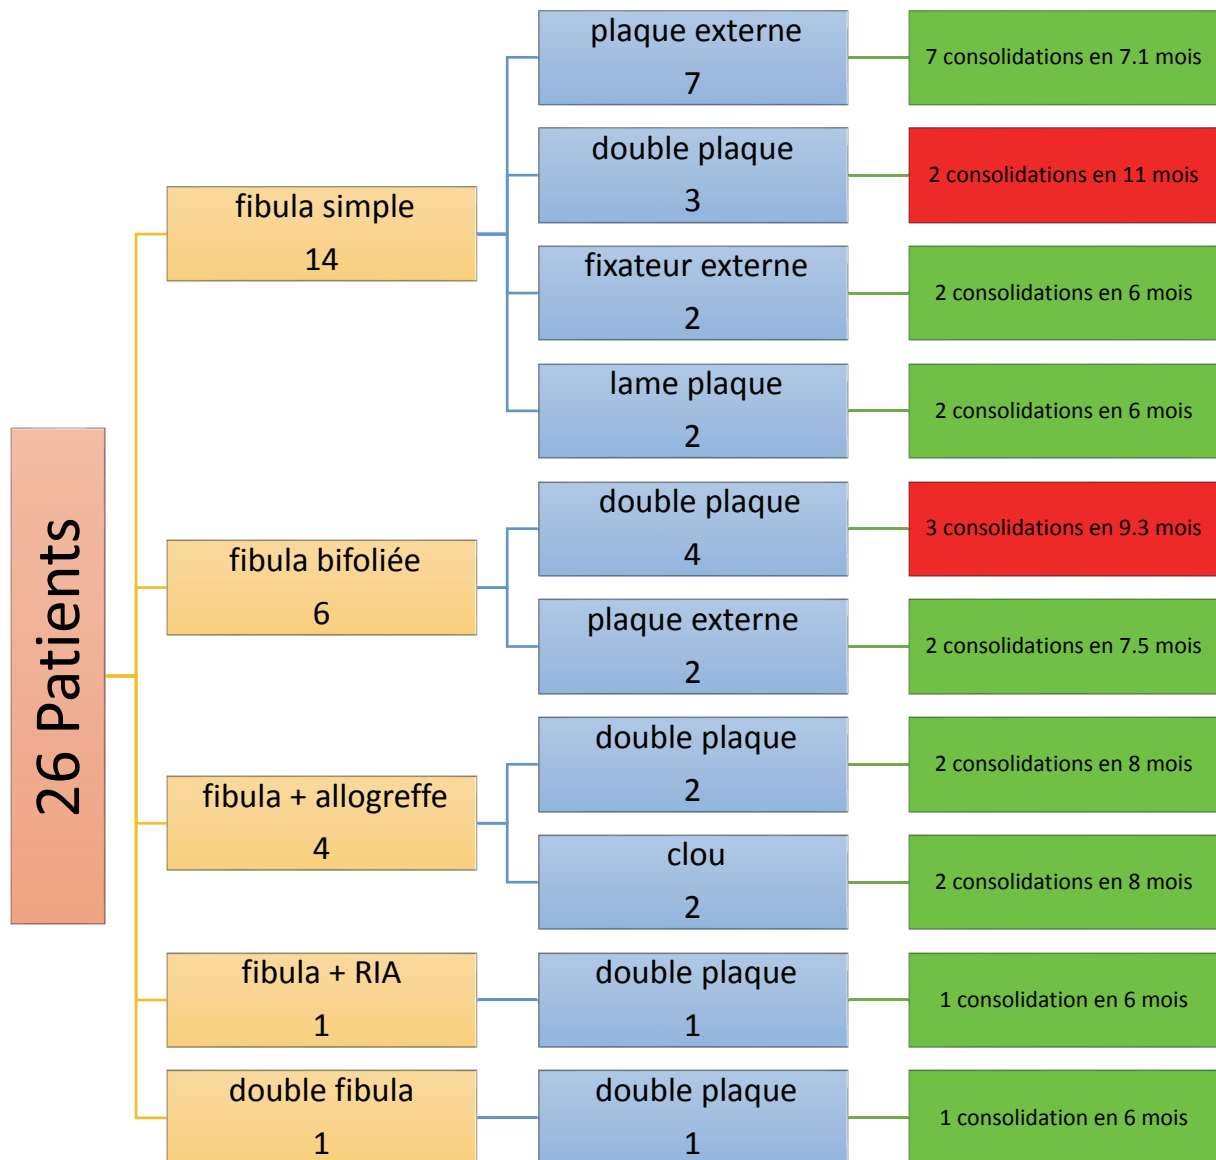 26 Patients
fibula simple
14
plaque externe
7
7 consolidations en 7.1 mois
double plaque
3
2 consolidations en 11 mois
fixateur externe
2
2 consolidations en 6 mois
lame plaque
2
2 consolidations en 6 mois
fibula bifoliée
6
double plaque
4
3 consolidations en 9.3 mois
plaque externe
2
2 consolidations en 7.5 mois
fibula + allogreffe
4
double plaque
2
2 consolidations en 8 mois
clou
2
2 consolidations en 8 mois
fibula + RIA
1
double plaque
1
1 consolidation en 6 mois
double fibula
1
double plaque
1
1 consolidation en 6 mois